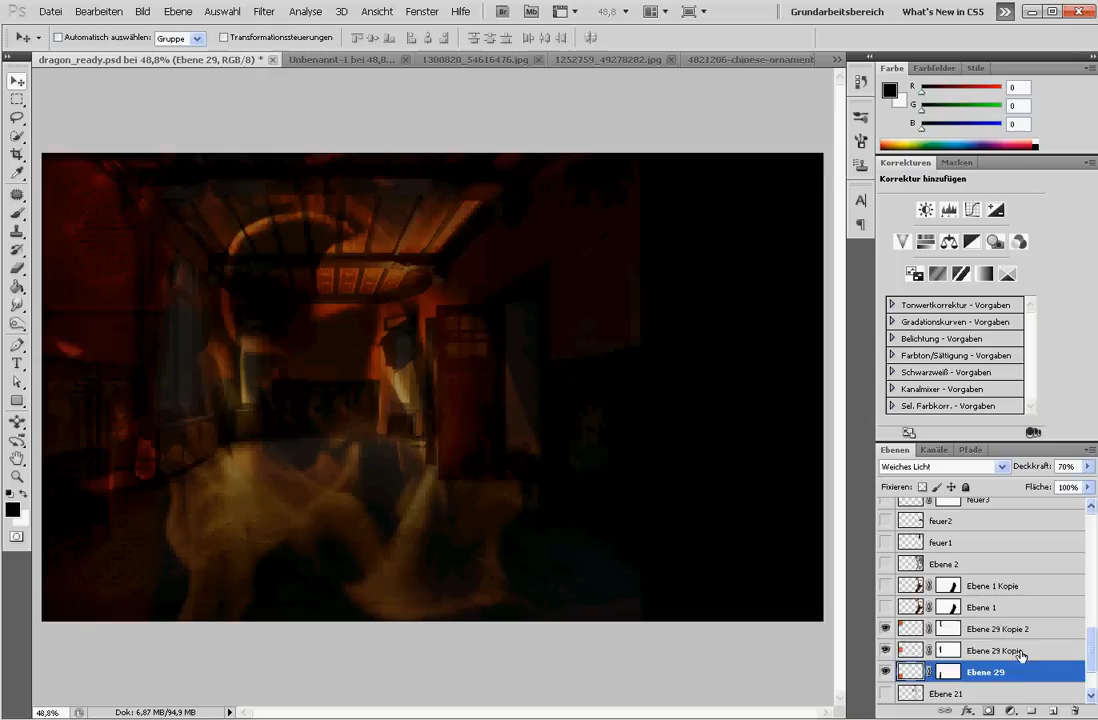 Ps Datei Bearbeiten Bild Ebene Auswahl Filter Analyse 3D Ansicht Fenster Hilfe Br Mb 48,8 Grundarbeitsbereich What's New in CS5
Automatisch auswählen: Gruppe Transformationssteuerungen
dragon_ready.psd bei 48,8% (Ebene 29, RGB/8) * Unbenannt-1 bei 48,8... 1300820_54616476.jpg 1252759_49278282.jpg 4821206-chinese-ornament
Farbe Farbfelder Stile
R 0
G 0
B 0
Korrekturen Masken
Korrektur hinzufügen
Tonwertkorrektur - Vorgaben
Gradationskurven - Vorgaben
Belichtung - Vorgaben
Farbton/Sättigung - Vorgaben
Schwarzweiß - Vorgaben
Kanalmixer - Vorgaben
Sel. Farbkorr. - Vorgaben
Ebenen Kanäle Pfade
Weiches Licht Deckkraft: 70%
Fixieren: Fläche: 100%
feuer3
feuer2
feuer1
Ebene 2
Ebene 1 Kopie
Ebene 1
Ebene 29 Kopie 2
Ebene 29 Kopie
Ebene 29
Ebene 21
48,8% Dok: 6,87 MB/94,9 MB